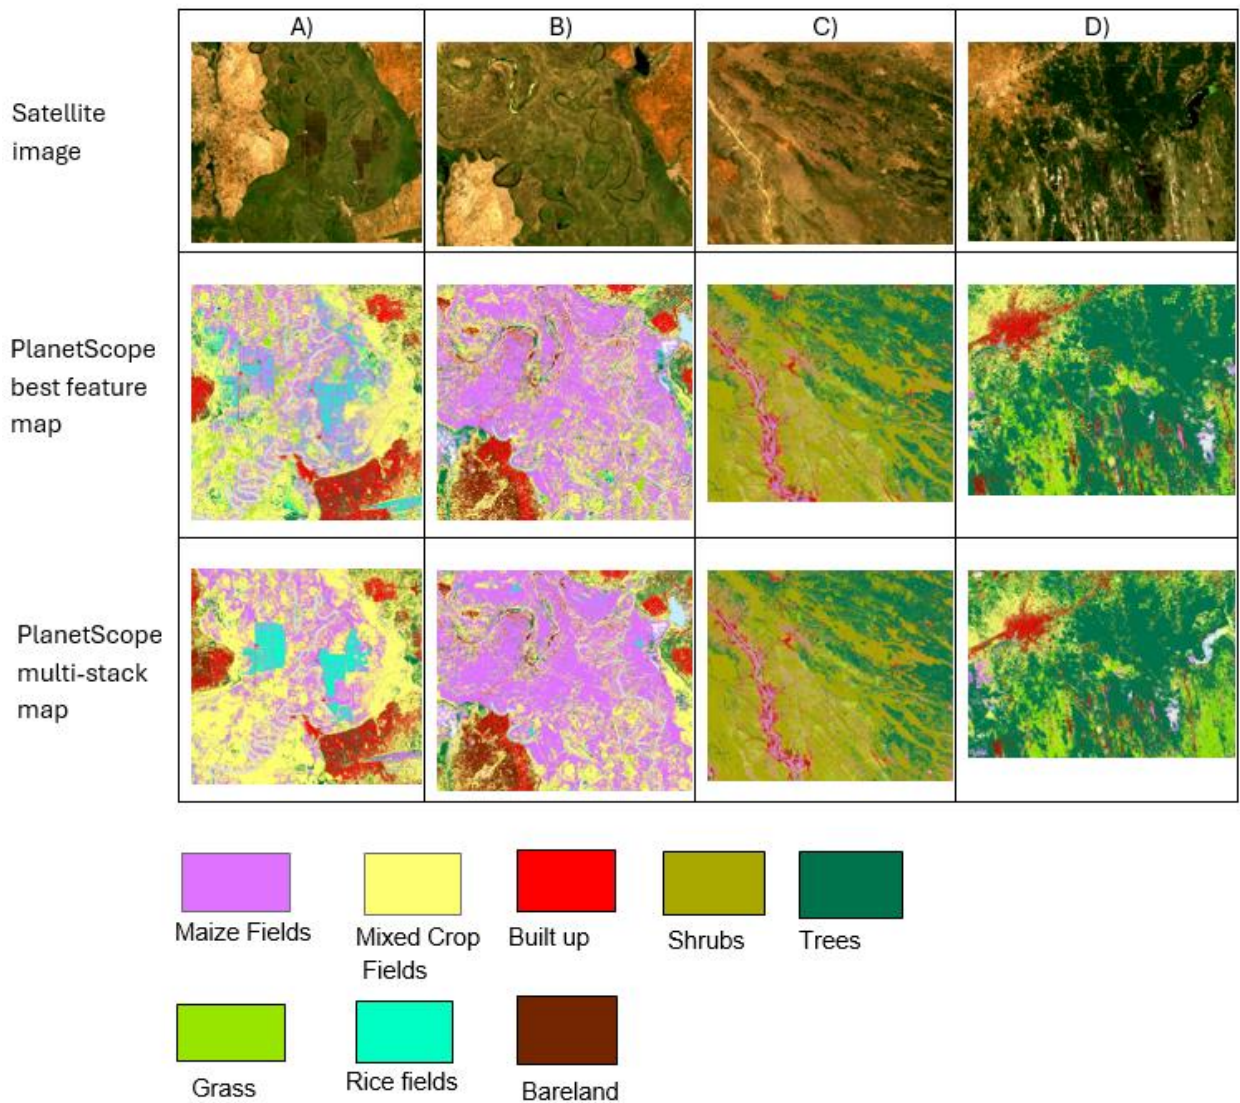 A) B) C) D)
Satellite
image
PlanetScope
best feature
map
PlanetScope
multi-stack
map
Maize Fields
Mixed Crop
Fields
Built up
Shrubs
Trees
Grass
Rice fields
Bareland